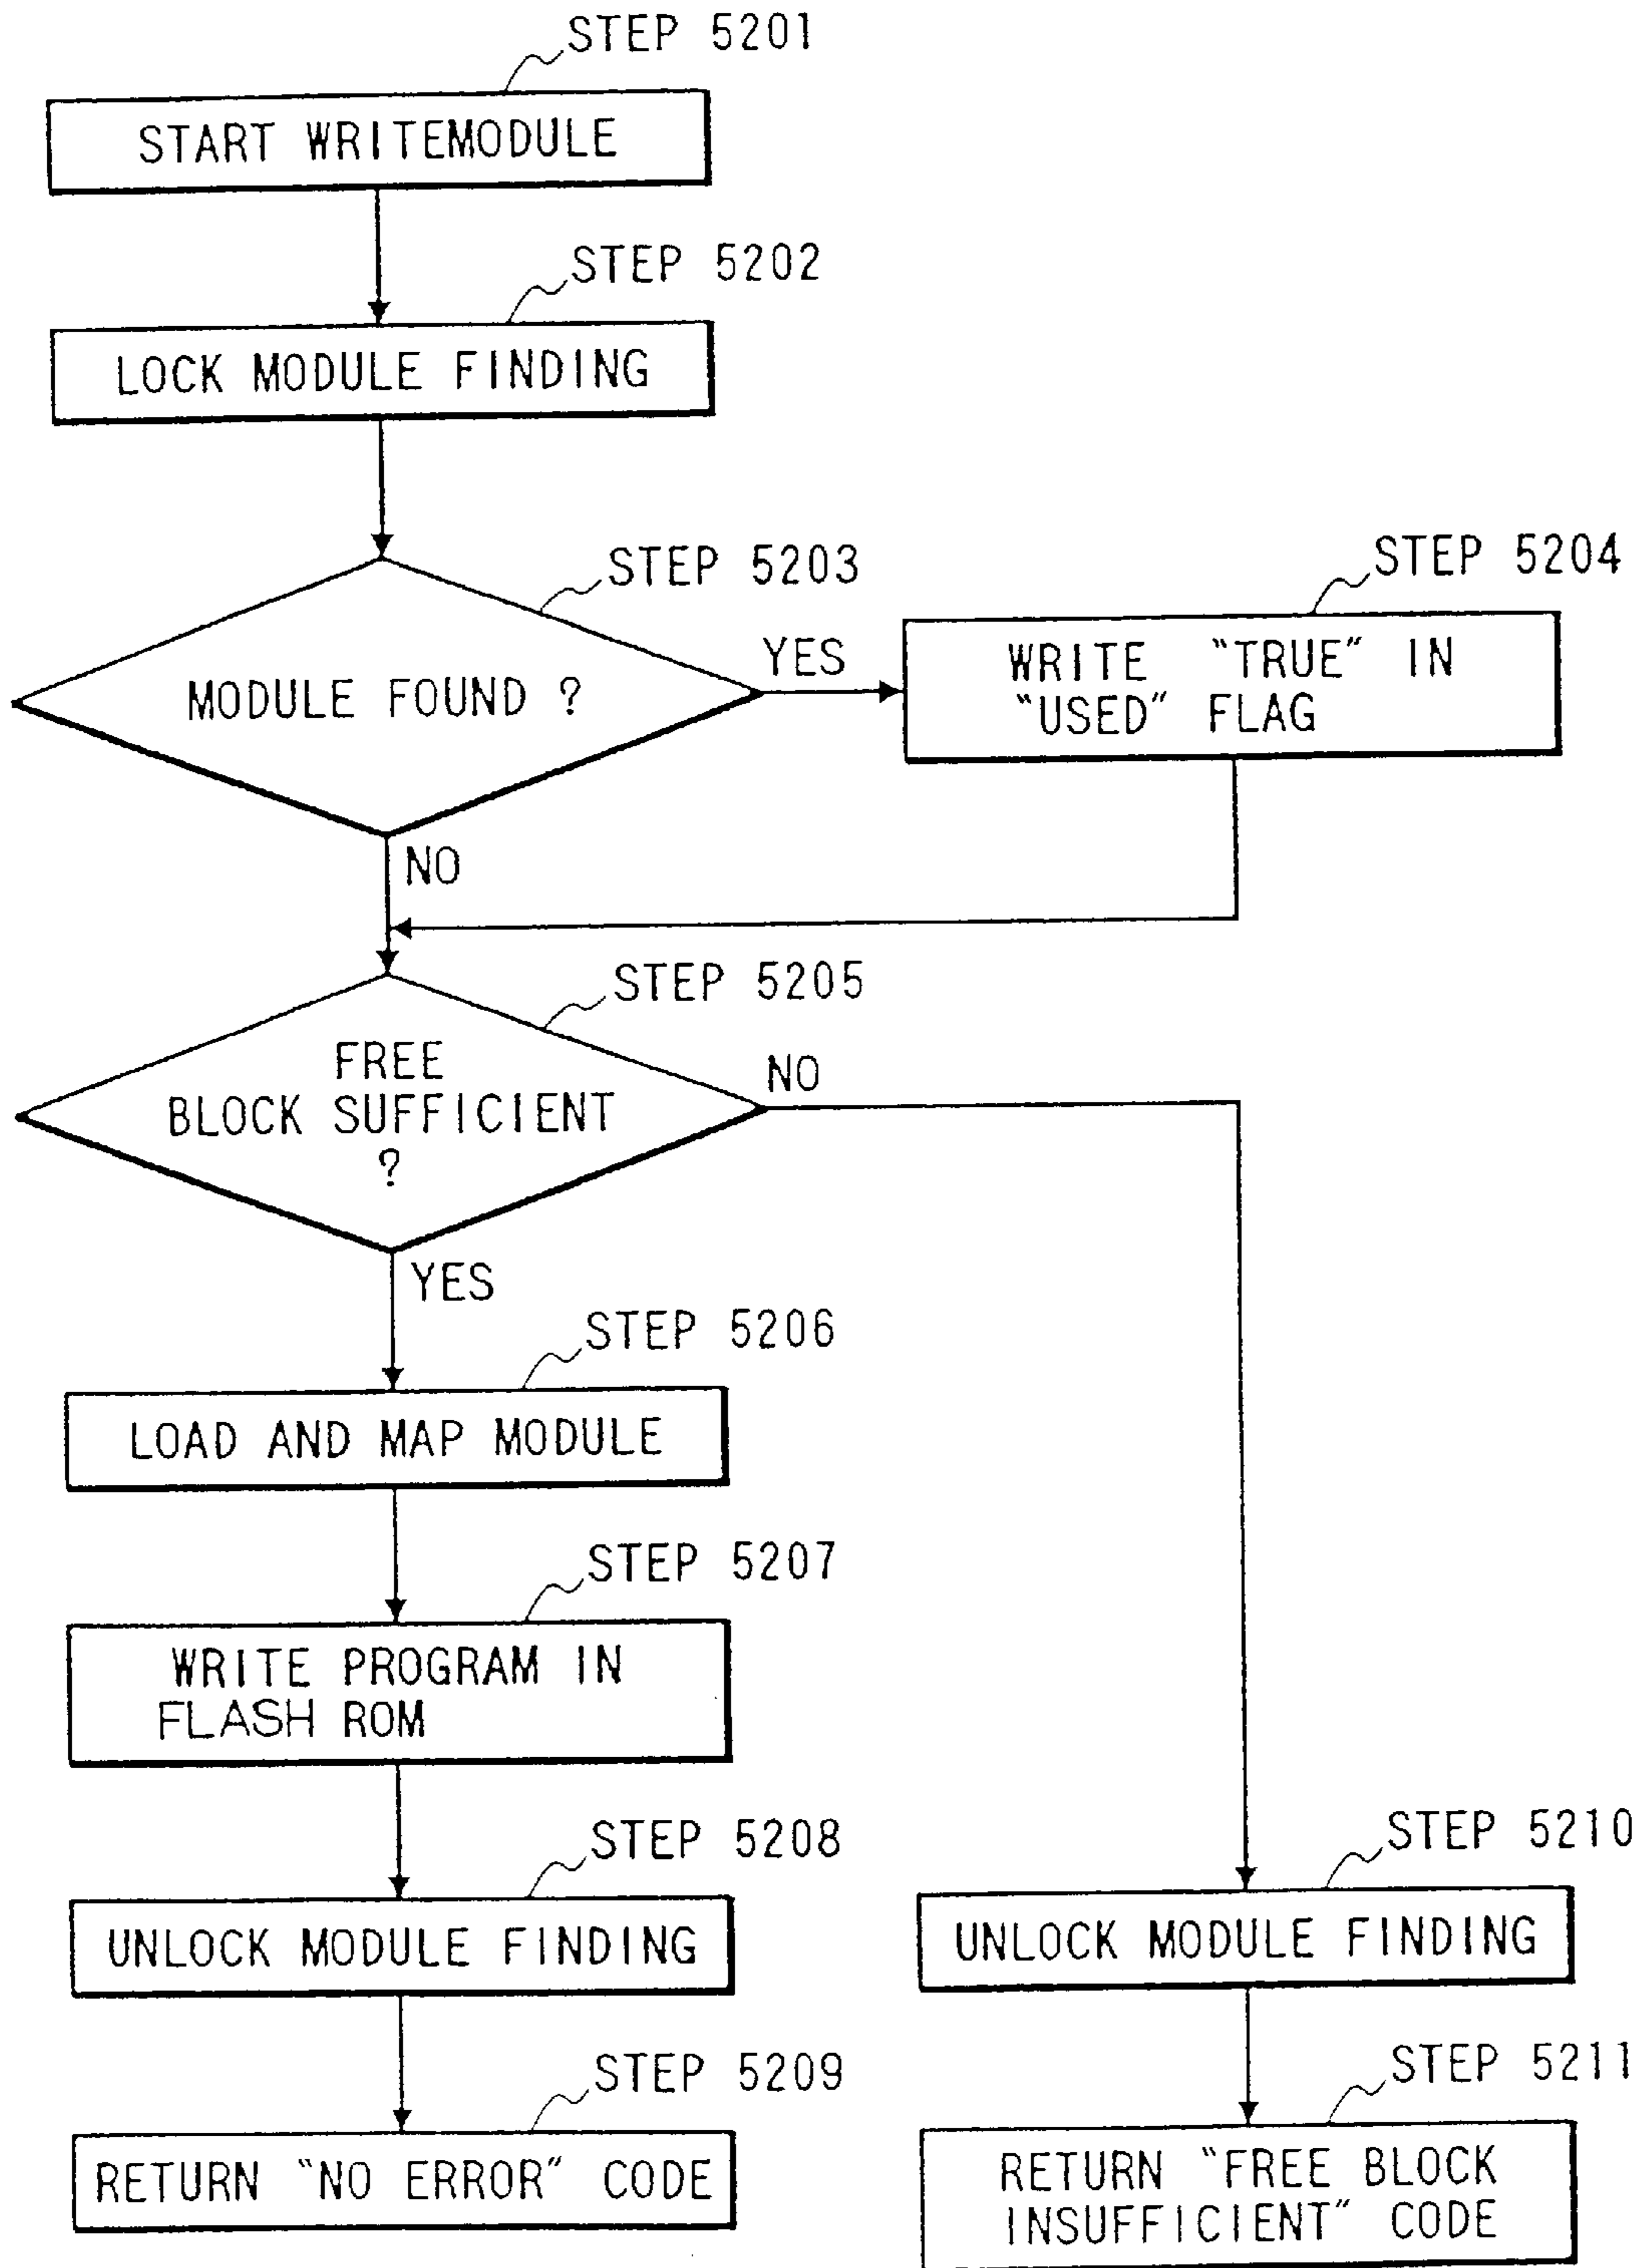 STEP 5201
START WRITEMODULE
STEP 5202
LOCK MODULE FINDING
STEP 5203
MODULE FOUND ?
YES
STEP 5204
WRITE "TRUE" IN
"USED" FLAG
NO
STEP 5205
FREE
BLOCK SUFFICIENT
?
NO
YES
STEP 5206
LOAD AND MAP MODULE
STEP 5207
WRITE PROGRAM IN
FLASH ROM
STEP 5208
UNLOCK MODULE FINDING
STEP 5209
RETURN "NO ERROR" CODE
STEP 5210
UNLOCK MODULE FINDING
STEP 5211
RETURN "FREE BLOCK
INSUFFICIENT" CODE